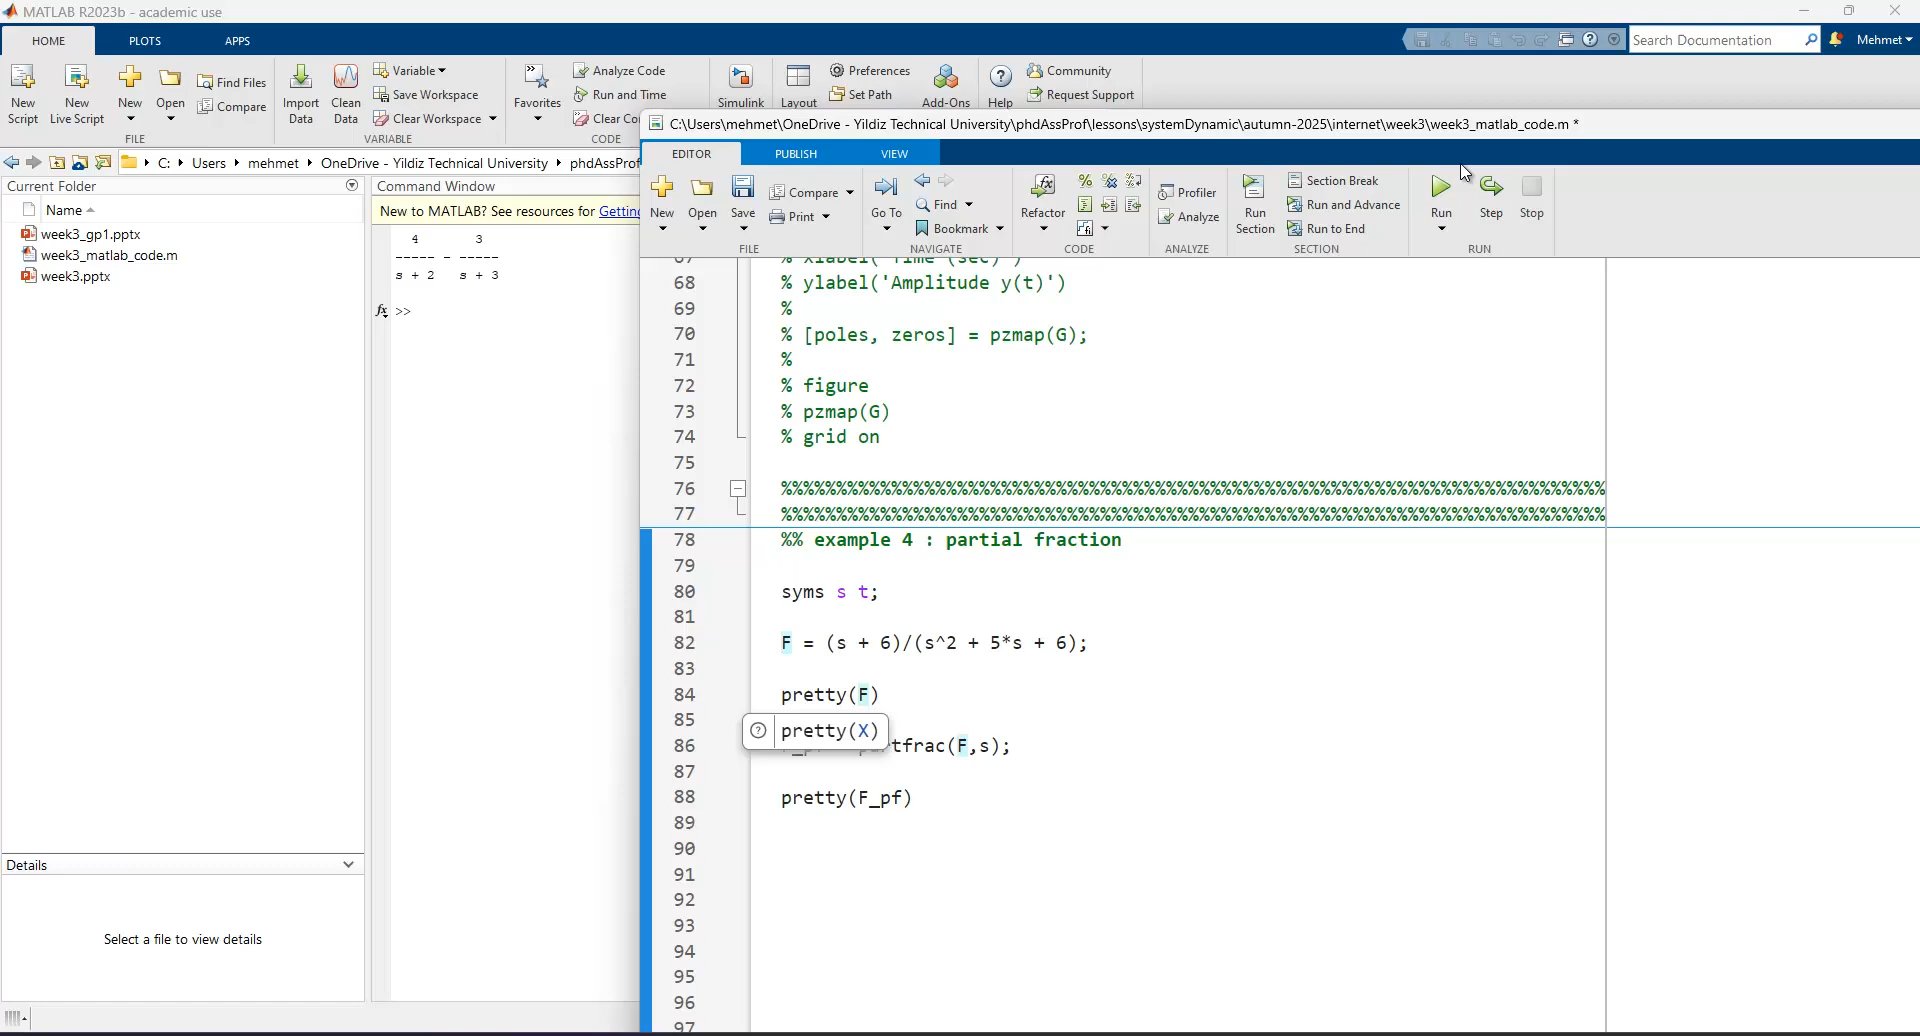 MATLAB R2023b - academic use
HOME
PLOTS
APPS
Search Documentation
Mehmet
New Script
New Live Script
New
Open
Find Files
Compare
FILE
Import Data
Clean Data
Variable
Save Workspace
Clear Workspace
VARIABLE
Favorites
Analyze Code
Run and Time
Clear Co
CODE
Simulink
Layout
Preferences
Set Path
Add-Ons
Help
Community
Request Support
C: Users mehmet OneDrive - Yildiz Technical University phdAssProf
Current Folder
Name
week3_gp1.pptx
week3_matlab_code.m
week3.pptx
Details
Select a file to view details
Command Window
New to MATLAB? See resources for Getting
4 3
----- - -----
s + 2 s + 3
fx >>
C:\Users\mehmet\OneDrive - Yildiz Technical University\phdAssProf\lessons\systemDynamic\autumn-2025\internet\week3\week3_matlab_code.m *
EDITOR
PUBLISH
VIEW
New
Open
Save
Compare
Print
FILE
Go To
Find
Bookmark
NAVIGATE
Refactor
CODE
Profiler
Analyze
ANALYZE
Run Section
Section Break
Run and Advance
Run to End
SECTION
Run
Step
Stop
RUN
67 % xlabel('Time (sec)')
68 % ylabel('Amplitude y(t)')
69 %
70 % [poles, zeros] = pzmap(G);
71 %
72 % figure
73 % pzmap(G)
74 % grid on
75
76 %%%%%%%%%%%%%%%%%%%%%%%%%%%%%%%%%%%%%%%%%%%%%%%%%%%%%%%%%%%%%%%%%%%%%%%%%%%
77 %%%%%%%%%%%%%%%%%%%%%%%%%%%%%%%%%%%%%%%%%%%%%%%%%%%%%%%%%%%%%%%%%%%%%%%%%%%
78 %% example 4 : partial fraction
79
80 syms s t;
81
82 F = (s + 6)/(s^2 + 5*s + 6);
83
84 pretty(F)
85 pretty(X)
86 tfrac(F,s);
87
88 pretty(F_pf)
89
90
91
92
93
94
95
96
97